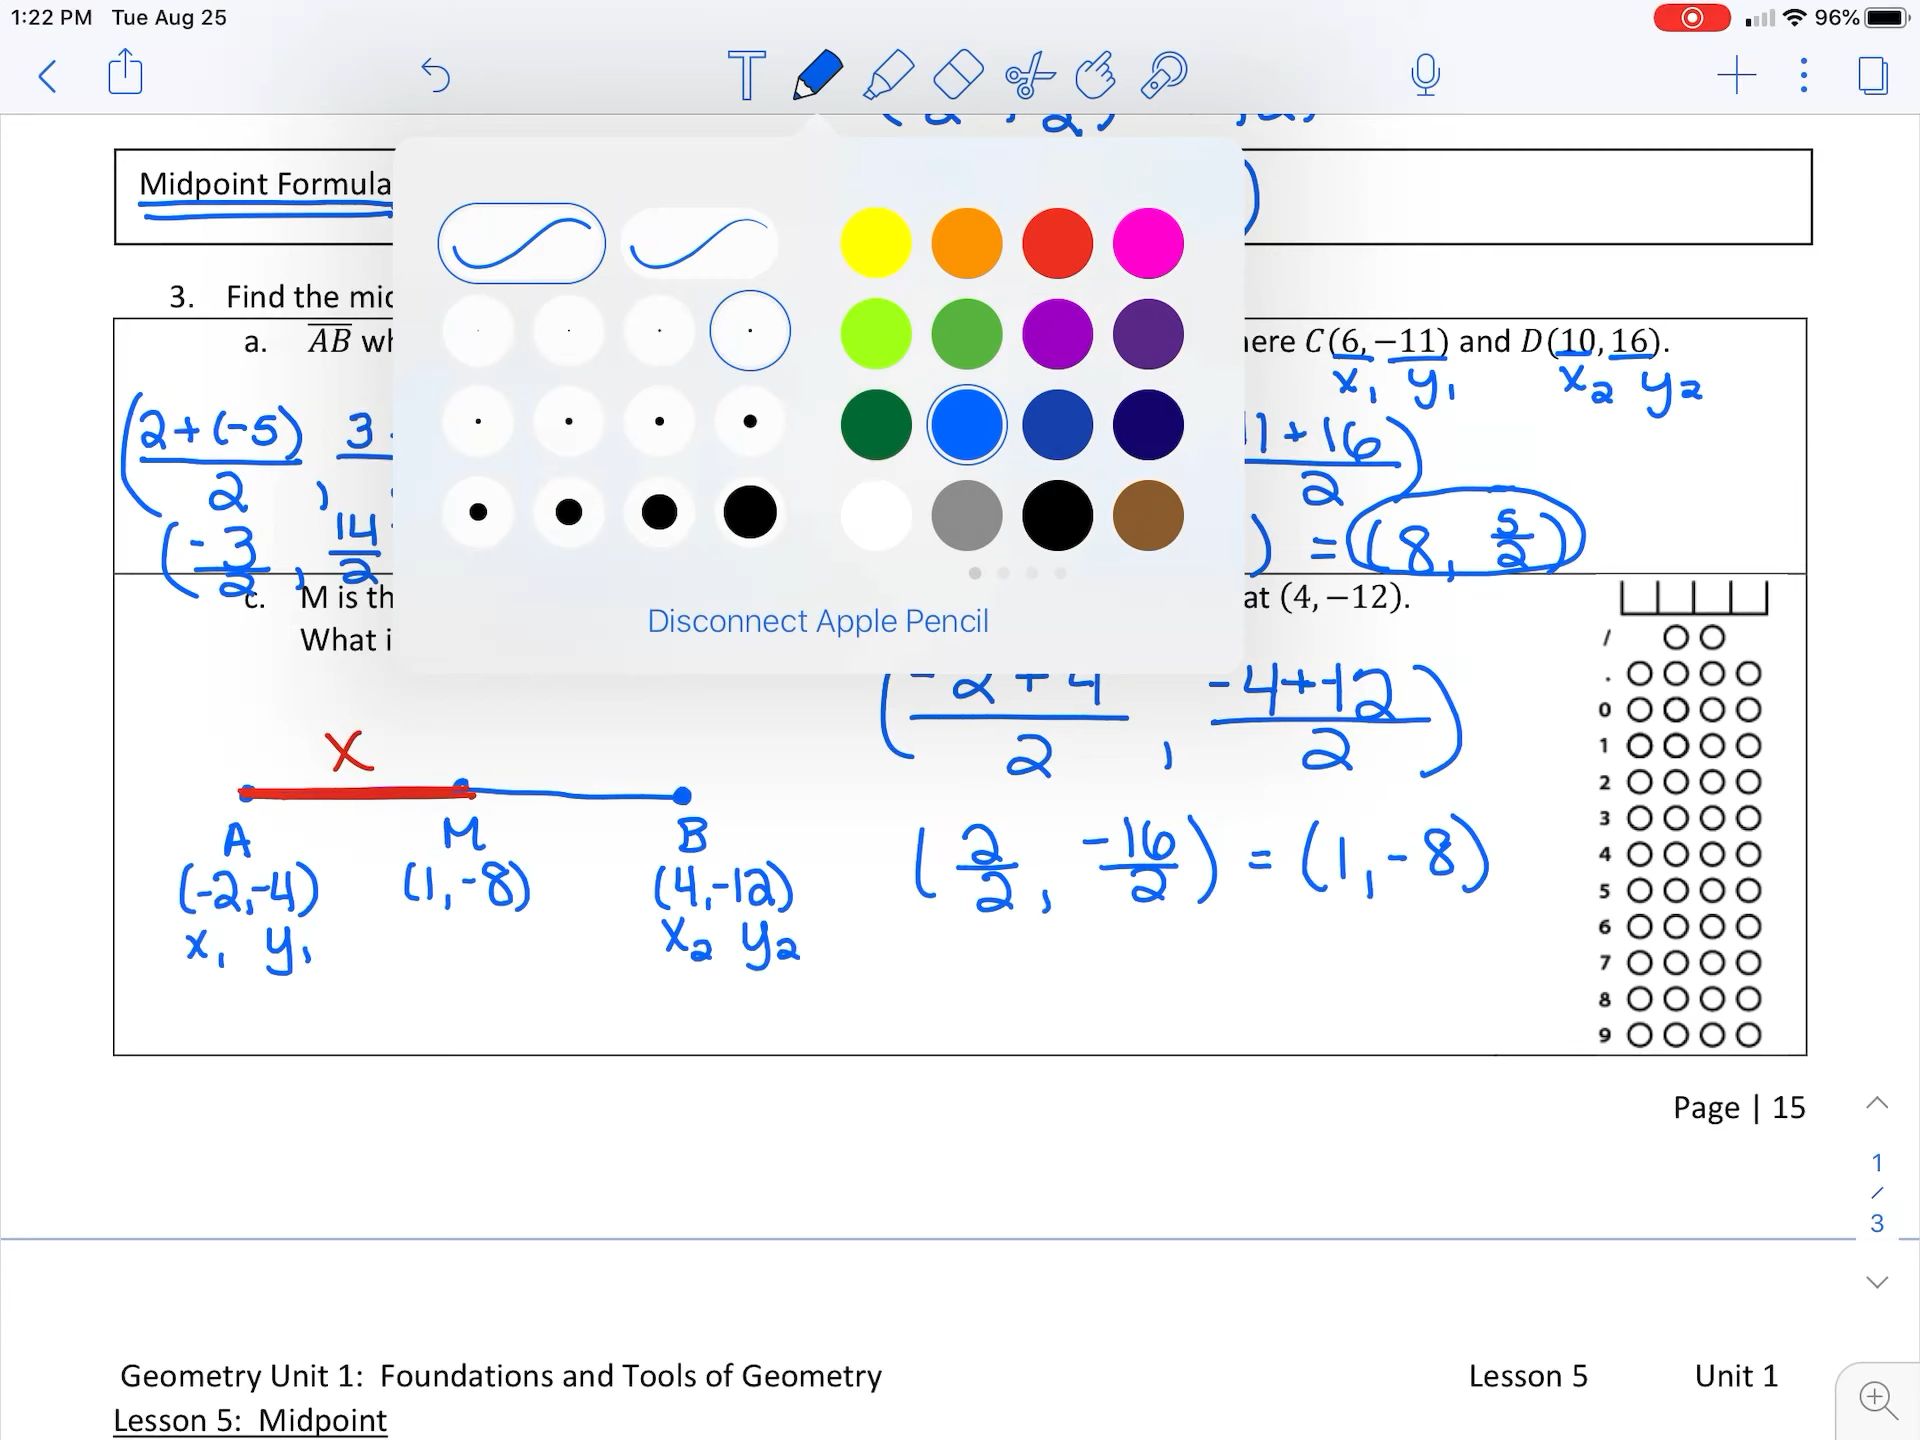 1:22 PM Tue Aug 25
96%
T
Midpoint Formula
3. Find the mid
a. AB wh
here C(6,−11) and D(10,16).
x₁ y₁ x₂ y₂
(2+(-5)/2 , 3
11+16)/2
(-3/2 , 14/2
) = (8, 5/2)
c. M is th
at (4,−12).
What i
Disconnect Apple Pencil
(-2+4/2 , -4+-12/2)
x
A M B
(-2,-4) (1,-8) (4,-12)
x₁ y₁ x₂ y₂
(2/2 , -16/2) = (1,-8)
/
.
0
1
2
3
4
5
6
7
8
9
Page | 15
1
/
3
Geometry Unit 1: Foundations and Tools of Geometry
Lesson 5 Unit 1
Lesson 5: Midpoint